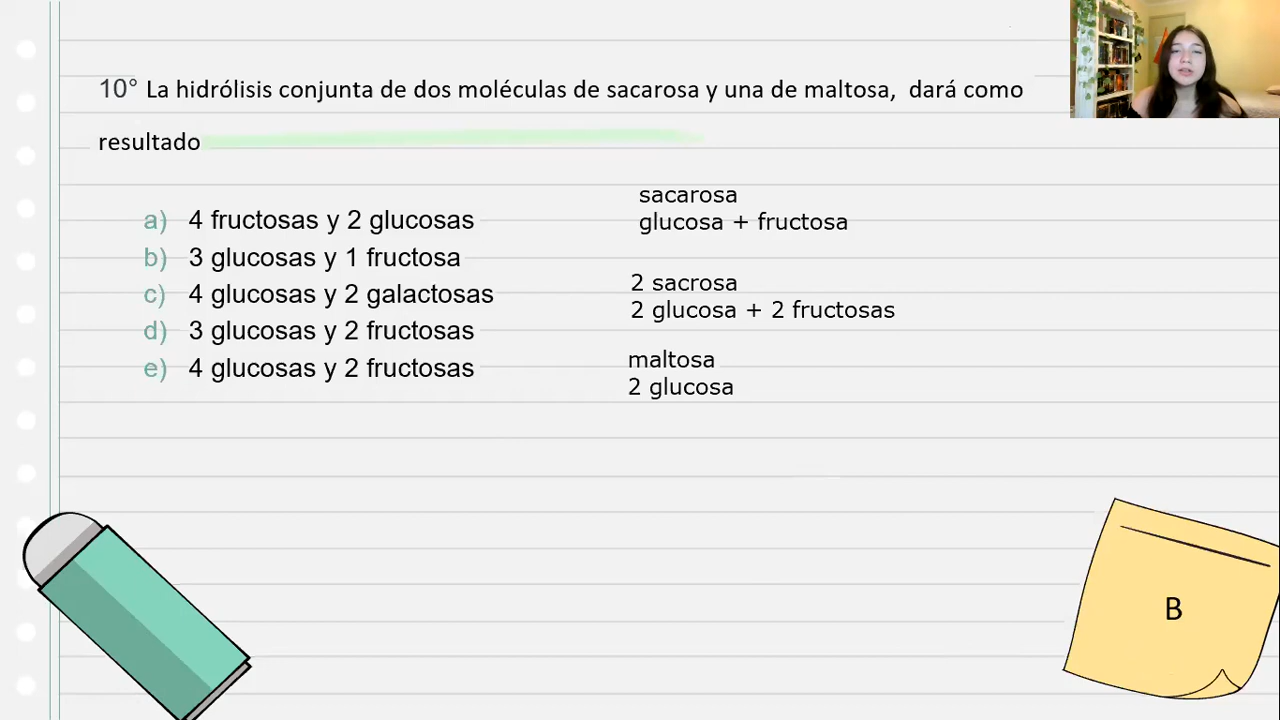 10° La hidrólisis conjunta de dos moléculas de sacarosa y una de maltosa, dará como
resultado
a) 4 fructosas y 2 glucosas
b) 3 glucosas y 1 fructosa
c) 4 glucosas y 2 galactosas
d) 3 glucosas y 2 fructosas
e) 4 glucosas y 2 fructosas
sacarosa
glucosa + fructosa
2 sacrosa
2 glucosa + 2 fructosas
maltosa
2 glucosa
B